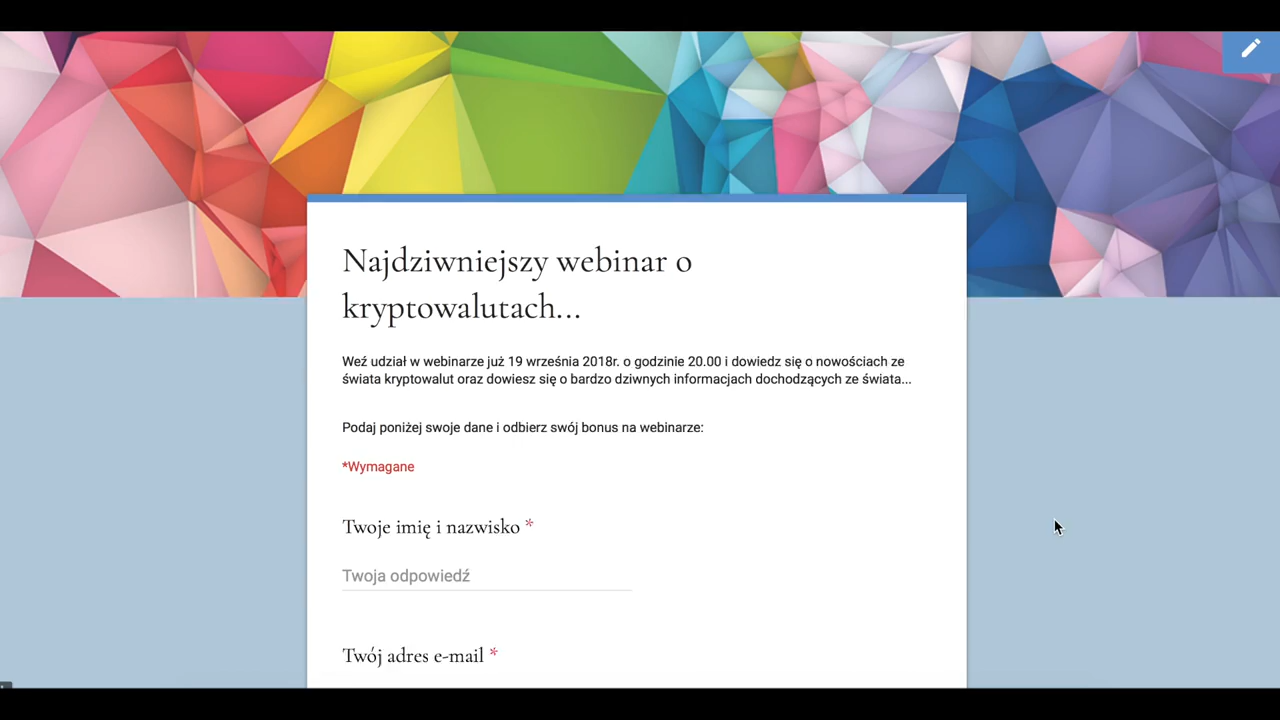 Najdziwniejszy webinar o
kryptowalutach...
Weź udział w webinarze już 19 września 2018r. o godzinie 20.00 i dowiedz się o nowościach ze
świata kryptowalut oraz dowiesz się o bardzo dziwnych informacjach dochodzących ze świata...
Podaj poniżej swoje dane i odbierz swój bonus na webinarze:
*Wymagane
Twoje imię i nazwisko *
Twoja odpowiedź
Twój adres e-mail *